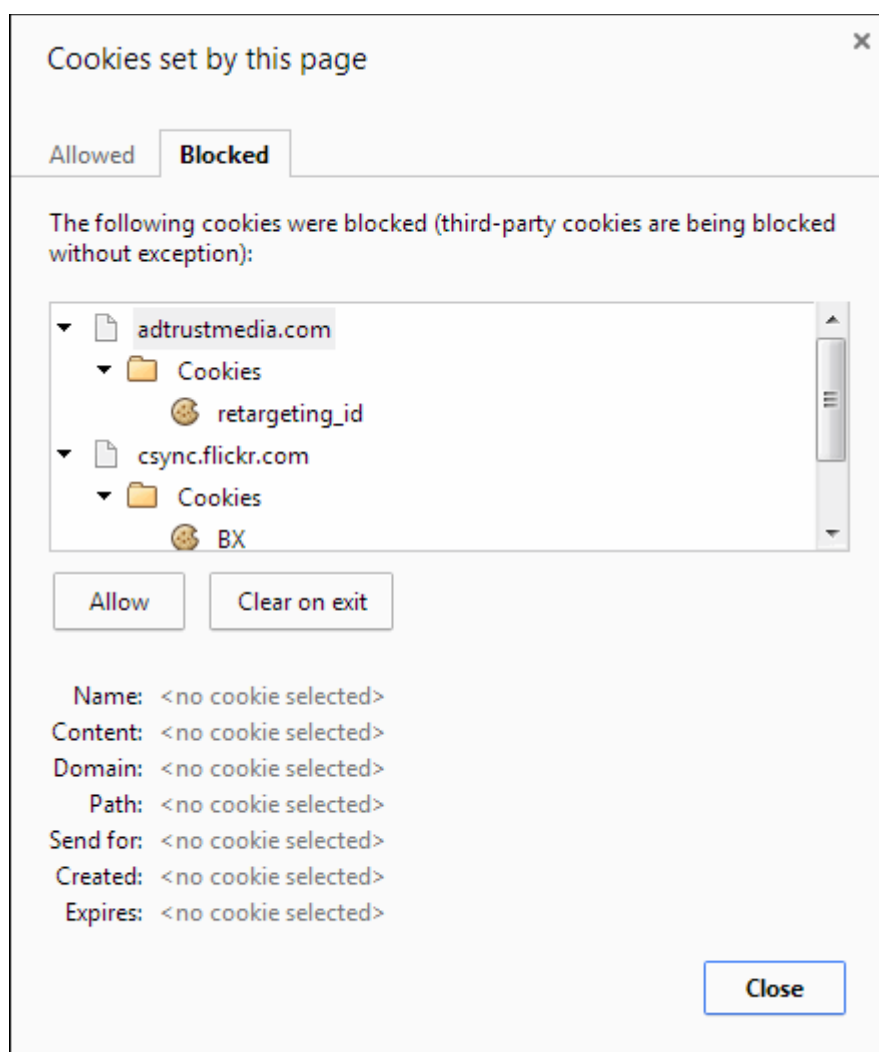 Cookies set by this page
Allowed
Blocked
The following cookies were blocked (third-party cookies are being blocked
without exception):
adtrustmedia.com
Cookies
retargeting_id
csync.flickr.com
Cookies
BX
Allow
Clear on exit
Name: <no cookie selected>
Content: <no cookie selected>
Domain: <no cookie selected>
Path: <no cookie selected>
Send for: <no cookie selected>
Created: <no cookie selected>
Expires: <no cookie selected>
Close